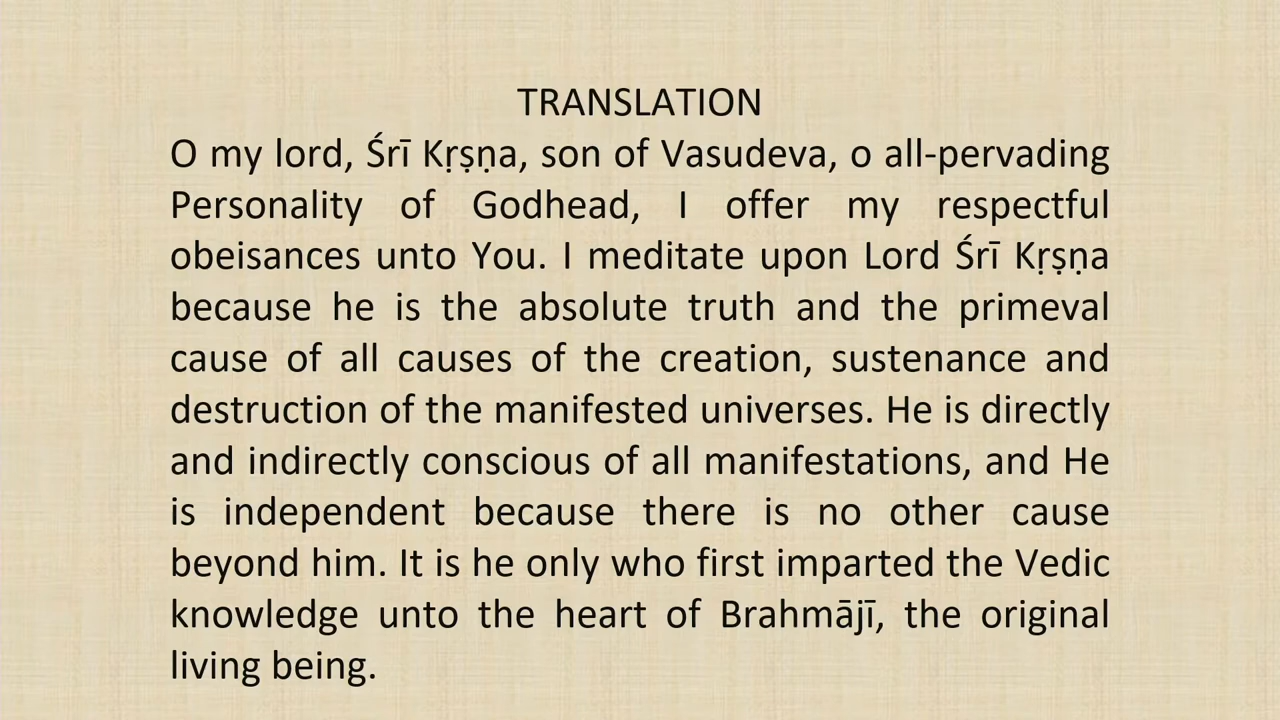 TRANSLATION
O my lord, Śrī Kṛṣṇa, son of Vasudeva, o all-pervading
Personality of Godhead, I offer my respectful
obeisances unto You. I meditate upon Lord Śrī Kṛṣṇa
because he is the absolute truth and the primeval
cause of all causes of the creation, sustenance and
destruction of the manifested universes. He is directly
and indirectly conscious of all manifestations, and He
is independent because there is no other cause
beyond him. It is he only who first imparted the Vedic
knowledge unto the heart of Brahmājī, the original
living being.